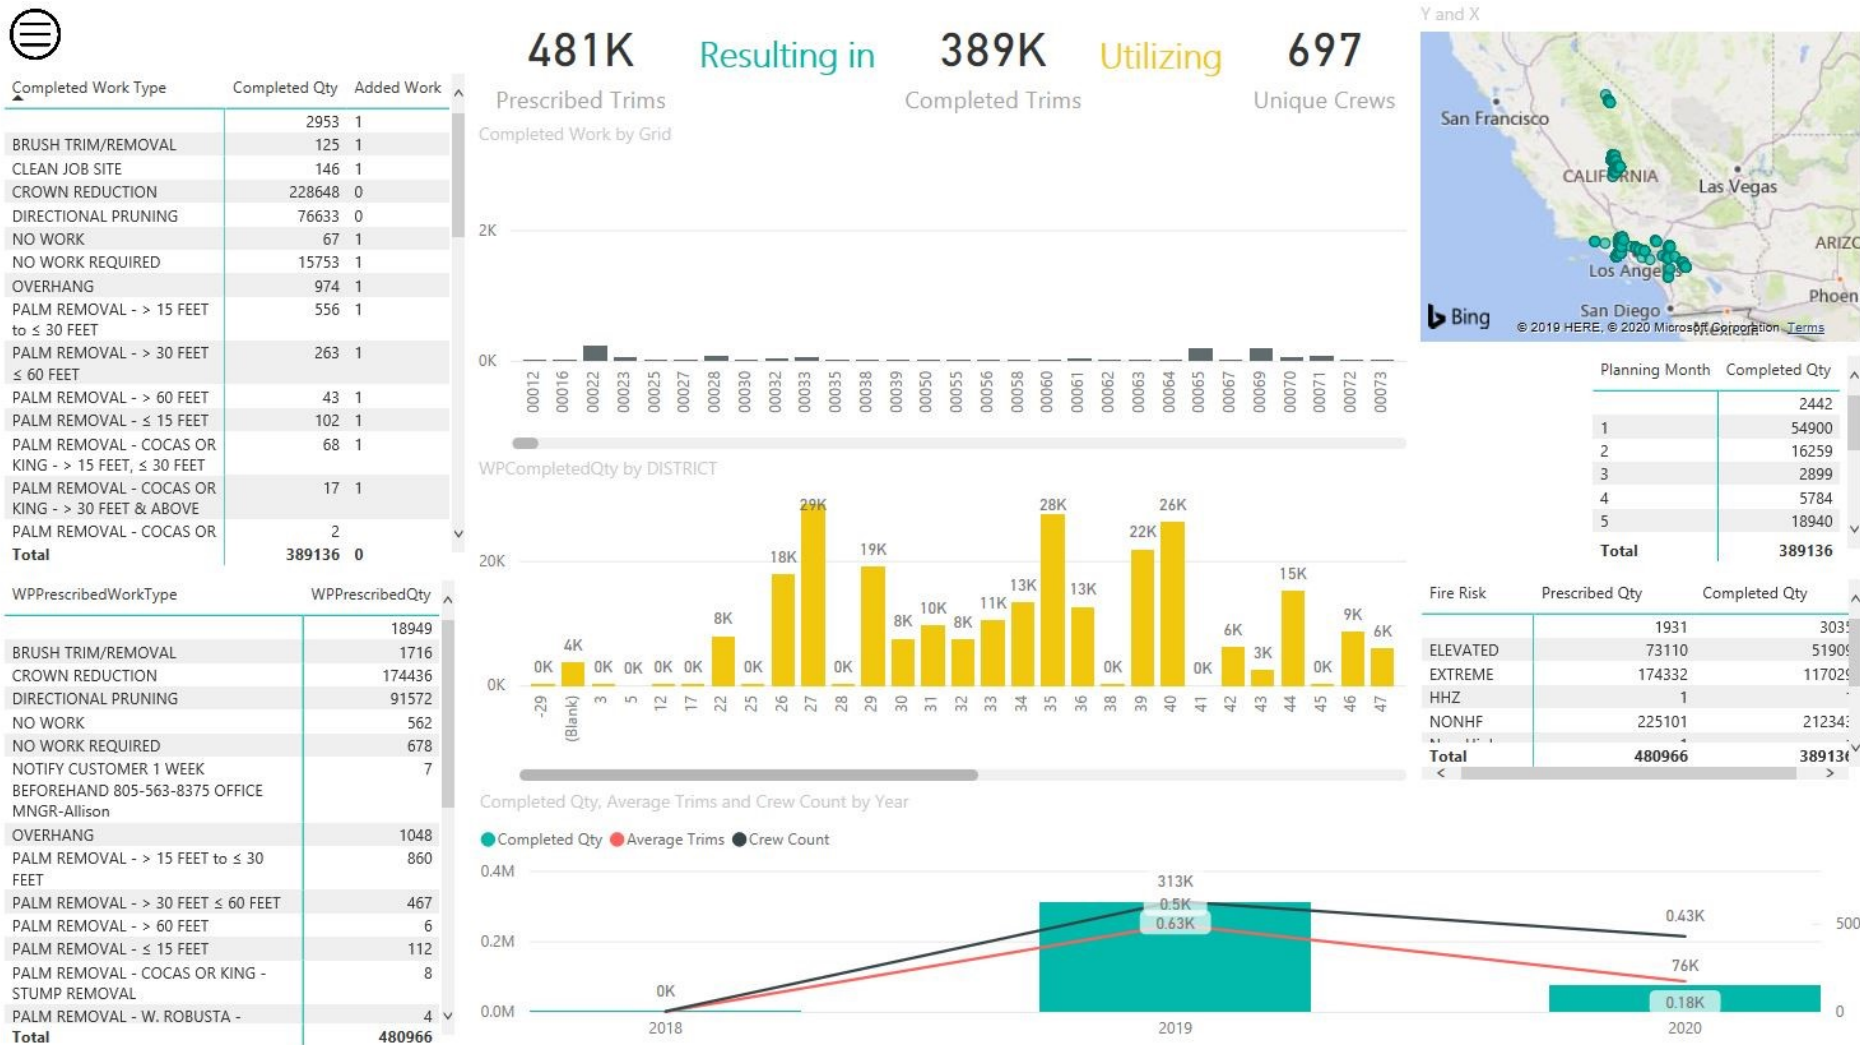 481K
Resulting in
389K
Utilizing
697
Prescribed Trims
Completed Trims
Unique Crews
Completed Work Type Completed Qty Added Work
2953 1
BRUSH TRIM/REMOVAL 125 1
CLEAN JOB SITE 146 1
CROWN REDUCTION 228648 0
DIRECTIONAL PRUNING 76633 0
NO WORK 67 1
NO WORK REQUIRED 15753 1
OVERHANG 974 1
PALM REMOVAL - > 15 FEET 556 1
to ≤ 30 FEET
PALM REMOVAL - > 30 FEET 263 1
≤ 60 FEET
PALM REMOVAL - > 60 FEET 43 1
PALM REMOVAL - ≤ 15 FEET 102 1
PALM REMOVAL - COCAS OR 68 1
KING - > 15 FEET, ≤ 30 FEET
PALM REMOVAL - COCAS OR 17 1
KING - > 30 FEET & ABOVE
PALM REMOVAL - COCAS OR 2
Total 389136 0
WPPrescribedWorkType WPPrescribedQty
18949
BRUSH TRIM/REMOVAL 1716
CROWN REDUCTION 174436
DIRECTIONAL PRUNING 91572
NO WORK 562
NO WORK REQUIRED 678
NOTIFY CUSTOMER 1 WEEK 7
BEFOREHAND 805-563-8375 OFFICE
MNGR-Allison
OVERHANG 1048
PALM REMOVAL - > 15 FEET to ≤ 30 860
FEET
PALM REMOVAL - > 30 FEET ≤ 60 FEET 467
PALM REMOVAL - > 60 FEET 6
PALM REMOVAL - ≤ 15 FEET 112
PALM REMOVAL - COCAS OR KING - 8
STUMP REMOVAL
PALM REMOVAL - W. ROBUSTA - 4
Total 480966
Completed Work by Grid
2K
0K
00012 00016 00022 00023 00025 00027 00028 00030 00032 00033 00035 00038 00039 00050 00055 00056 00058 00060 00061 00062 00063 00064 00065 00067 00069 00070 00071 00072 00073
WPCompletedQty by DISTRICT
20K
0K
0K 4K 0K 0K 0K 0K 8K 0K 18K 29K 0K 19K 8K 10K 8K 11K 13K 28K 13K 0K 22K 26K 0K 6K 3K 15K 0K 9K 6K
-29 (Blank) 3 5 12 17 22 25 26 27 28 29 30 31 32 33 34 35 36 38 39 40 41 42 43 44 45 46 47
Completed Qty, Average Trims and Crew Count by Year
Completed Qty Average Trims Crew Count
0.4M
0.2M
0.0M
0K
313K
0.5K
0.63K
0.43K
76K
0.18K
500
0
2018 2019 2020
Y and X
San Francisco
CALIFORNIA
Las Vegas
ARIZO
Los Angeles
Phoen
San Diego
Mexicali
Bing
© 2019 HERE, © 2020 Microsoft Corporation Terms
Planning Month Completed Qty
2442
1 54900
2 16259
3 2899
4 5784
5 18940
Total 389136
Fire Risk Prescribed Qty Completed Qty
1931 3035
ELEVATED 73110 51909
EXTREME 174332 117029
HHZ 1
NONHF 225101 212343
Total 480966 389136